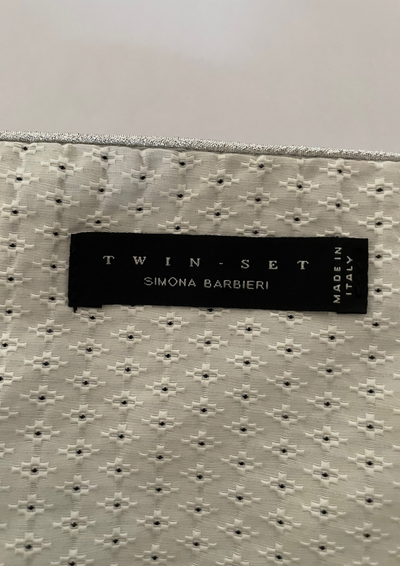 TWIN-SET
SIMONA BARBIERI
MADE IN
ITALY